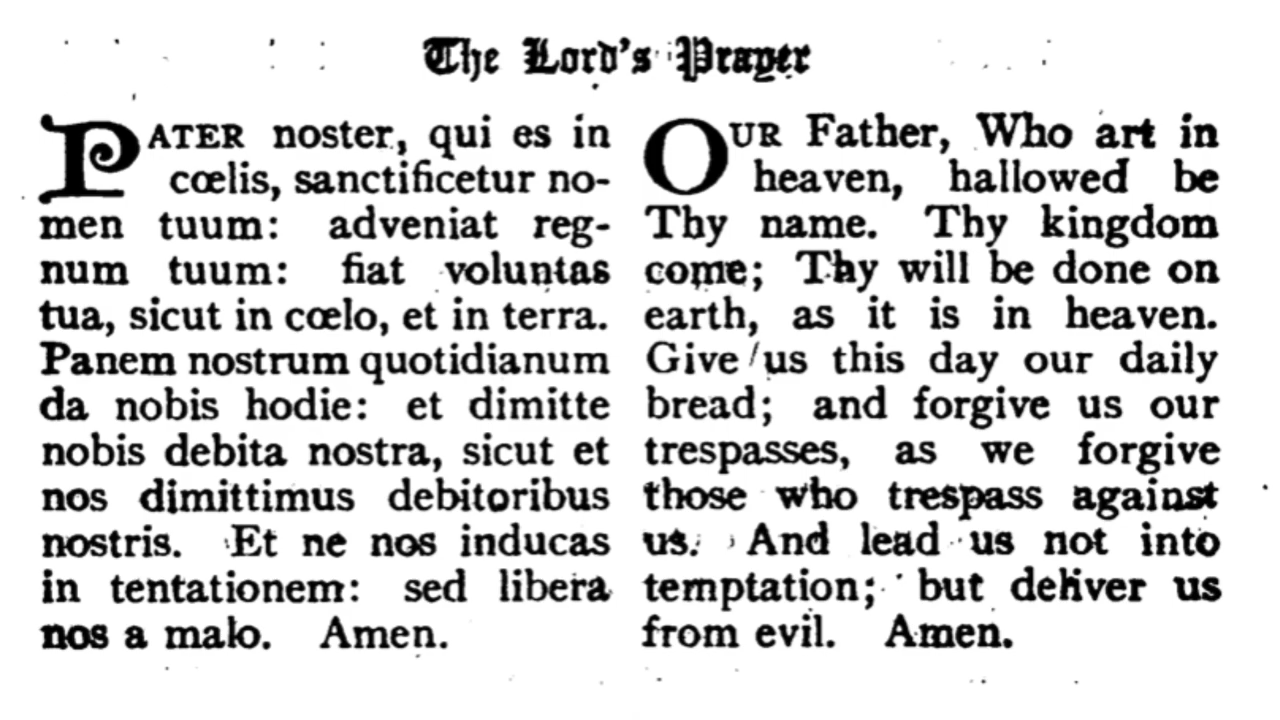 The Lord's Prayer
PATER noster, qui es in
cœlis, sanctificetur no-
men tuum: adveniat reg-
num tuum: fiat voluntas
tua, sicut in cœlo, et in terra.
Panem nostrum quotidianum
da nobis hodie: et dimitte
nobis debita nostra, sicut et
nos dimittimus debitoribus
nostris. Et ne nos inducas
in tentationem: sed libera
nos a malo. Amen.
OUR Father, Who art in
heaven, hallowed be
Thy name. Thy kingdom
come; Thy will be done on
earth, as it is in heaven.
Give us this day our daily
bread; and forgive us our
trespasses, as we forgive
those who trespass against
us. And lead us not into
temptation; but deliver us
from evil. Amen.